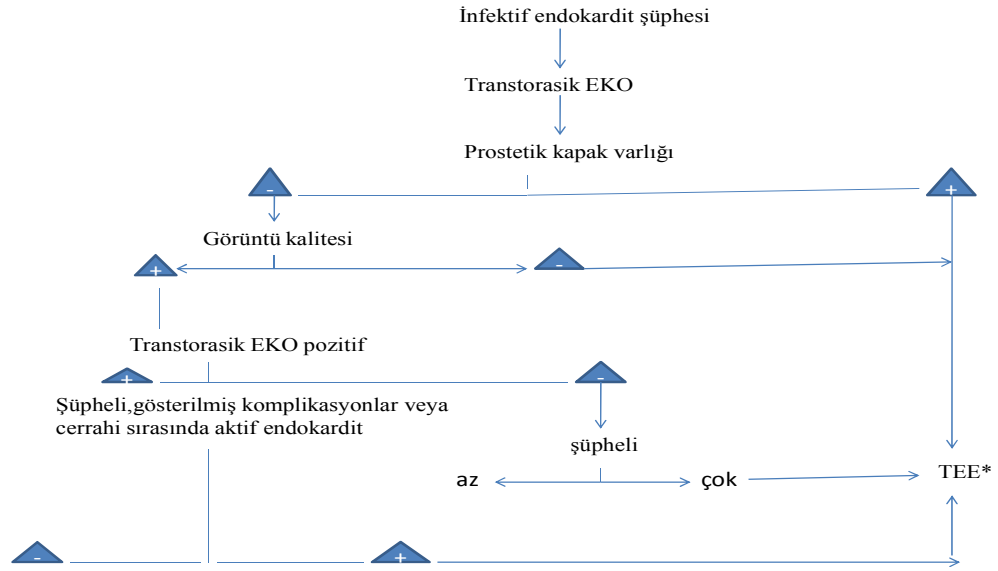 İnfektif endokardit şüphesi
Transtorasik EKO
Prostetik kapak varlığı
-
+
Görüntü kalitesi
+
-
Transtorasik EKO pozitif
+
-
Şüpheli,gösterilmiş komplikasyonlar veya
cerrahi sırasında aktif endokardit
şüpheli
az
çok
TEE*
-
+